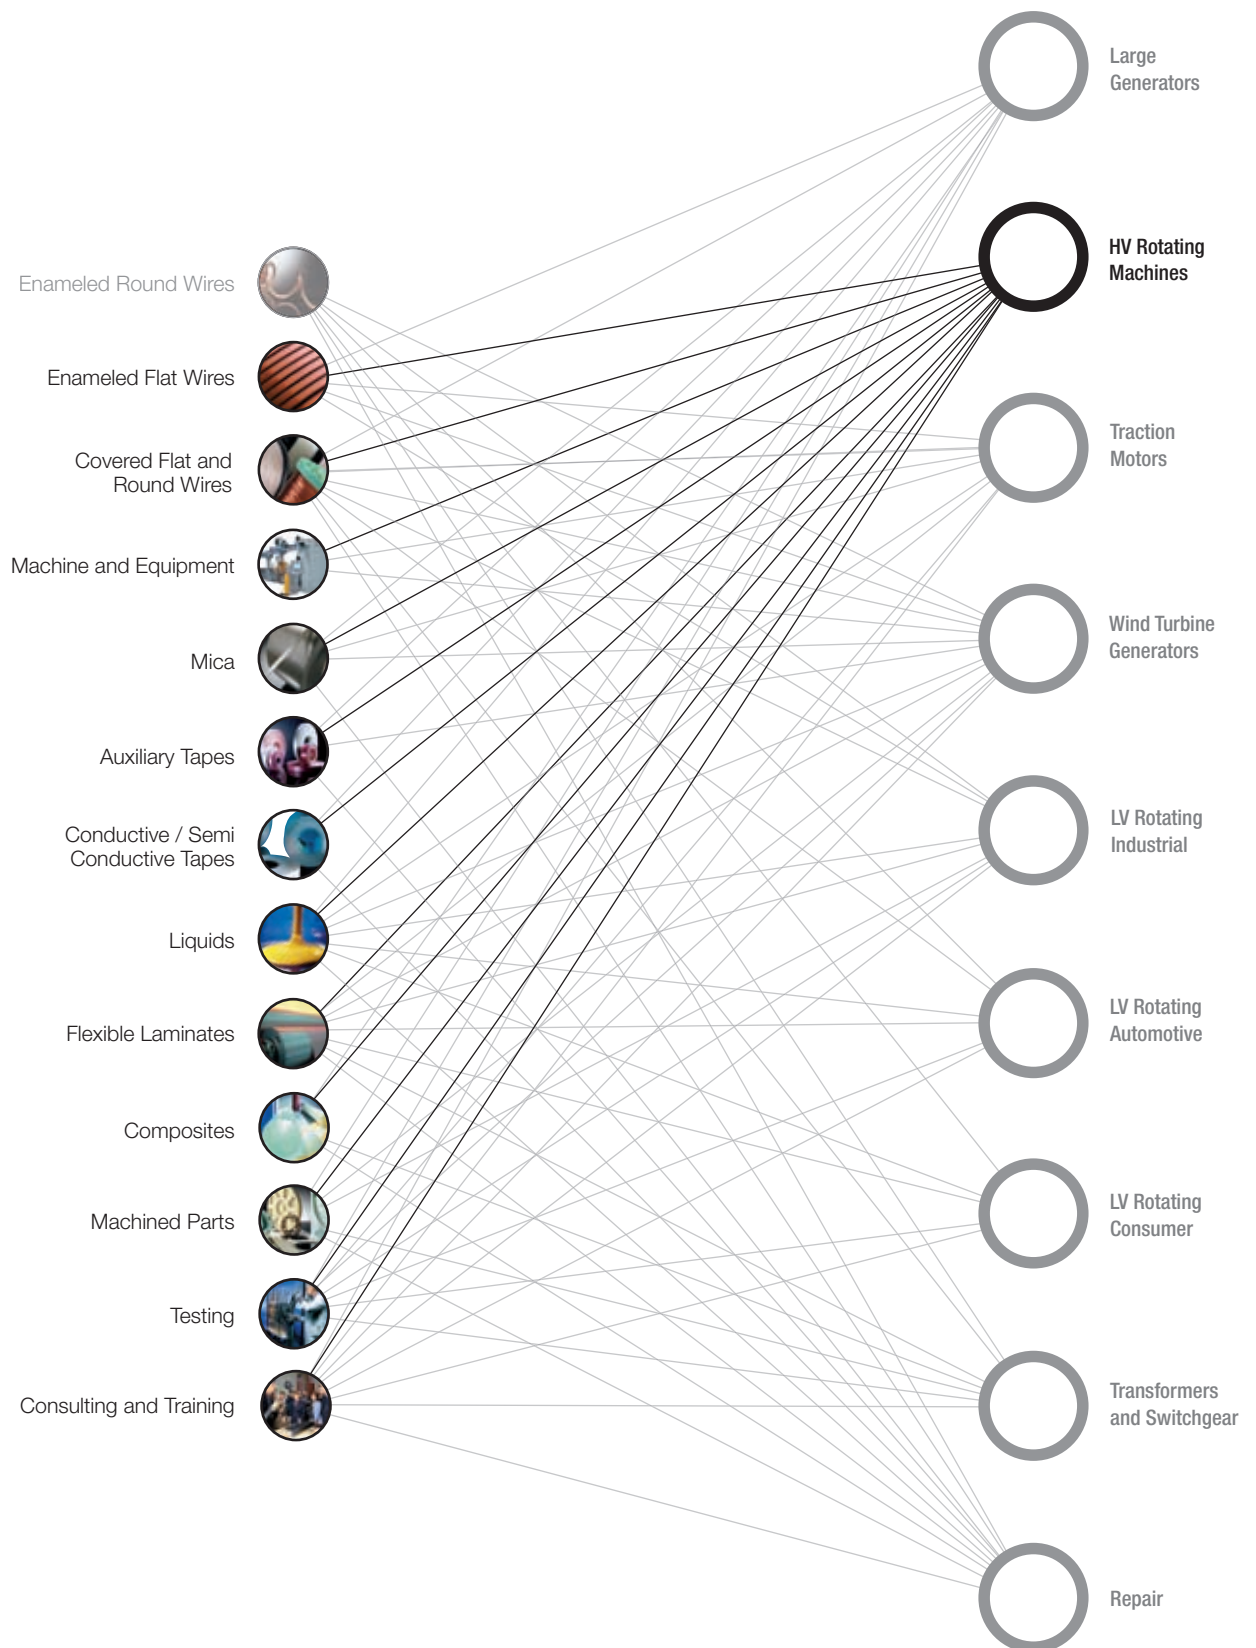 Large
Generators
HV Rotating
Machines
Enameled Round Wires
Enameled Flat Wires
Covered Flat and
Round Wires
Traction
Motors
Machine and Equipment
Wind Turbine
Generators
Mica
Auxiliary Tapes
Conductive / Semi
Conductive Tapes
LV Rotating
Industrial
Liquids
Flexible Laminates
LV Rotating
Automotive
Composites
Machined Parts
LV Rotating
Consumer
Testing
Consulting and Training
Transformers
and Switchgear
Repair